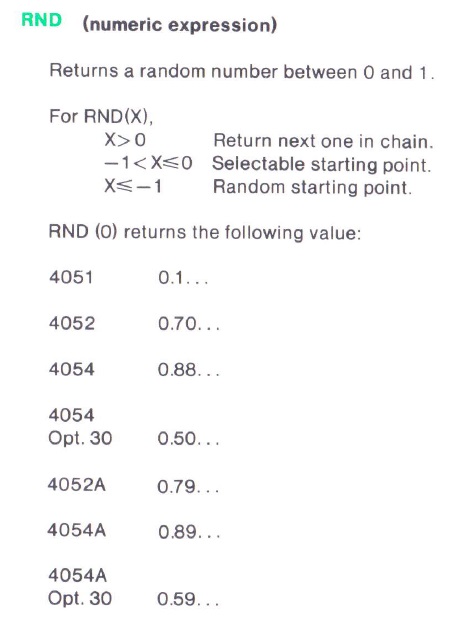 RND (numeric expression)
Returns a random number between 0 and 1.
For RND(X),
X>0 Return next one in chain.
−1<X≤0 Selectable starting point.
X≤−1 Random starting point.
RND (0) returns the following value:
4051 0.1...
4052 0.70...
4054 0.88...
4054
Opt. 30 0.50...
4052A 0.79...
4054A 0.89...
4054A
Opt. 30 0.59...